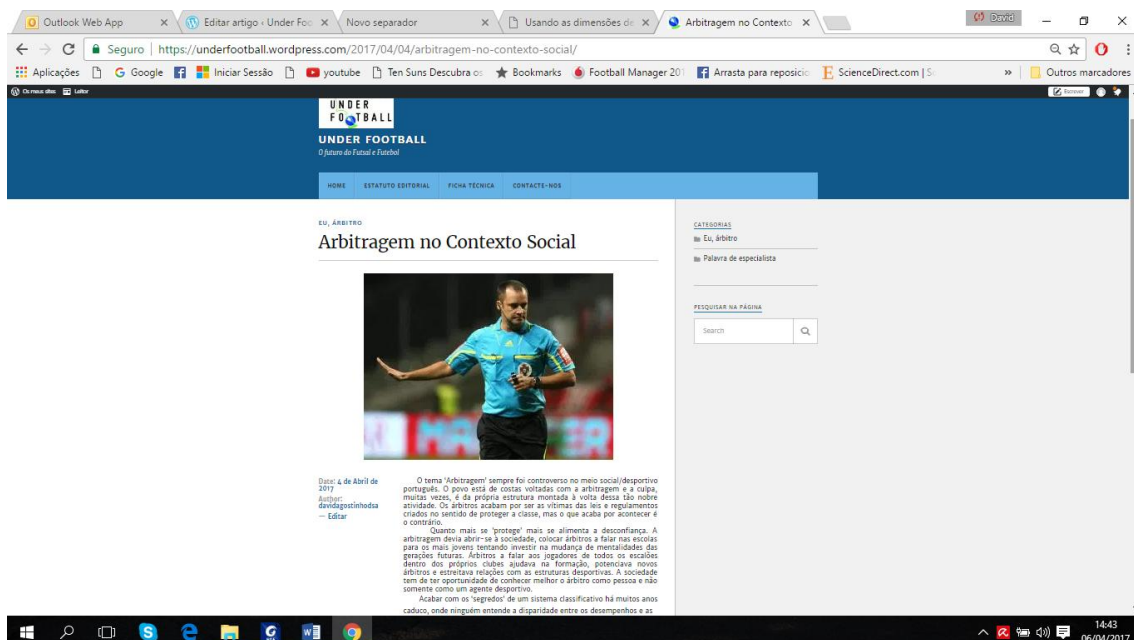 Outlook Web App
Editar artigo ‹ Under Foo
Novo separador
Usando as dimensões de
Arbitragem no Contexto
David
Seguro
https://underfootball.wordpress.com/2017/04/04/arbitragem-no-contexto-social/
Aplicações
Google
Iniciar Sessão
youtube
Ten Suns Descubra os
Bookmarks
Football Manager 201
Arrasta para reposicio
ScienceDirect.com | S
»
Outros marcadores
Os meus sites
Leitor
Escrever
UNDER
FOOTBALL
UNDER FOOTBALL
O futuro do Futsal e Futebol
HOME
ESTATUTO EDITORIAL
FICHA TÉCNICA
CONTACTE-NOS
EU, ÁRBITRO
Arbitragem no Contexto Social
Date: 4 de Abril de
2017
Author:
davidagostinhodsa
— Editar
O tema 'Arbitragem' sempre foi controverso no meio social/desportivo
português. O povo está de costas voltadas com a arbitragem e a culpa,
muitas vezes, é da própria estrutura montada à volta dessa tão nobre
atividade. Os árbitros acabam por ser as vítimas das leis e regulamentos
criados no sentido de proteger a classe, mas o que acaba por acontecer é
o contrário.
Quanto mais se 'protege' mais se alimenta a desconfiança. A
arbitragem devia abrir-se à sociedade, colocar árbitros a falar nas escolas
para os mais jovens tentando investir na mudança de mentalidades das
gerações futuras. Árbitros a falar aos jogadores de todos os escalões
dentro dos próprios clubes ajudava na formação, potenciava novos
árbitros e estreitava relações com as estruturas desportivas. A sociedade
tem de ter oportunidade de conhecer melhor o árbitro como pessoa e não
somente como um agente desportivo.
Acabar com os 'segredos' de um sistema classificativo há muitos anos
caduco, onde ninguém entende a disparidade entre os desempenhos e as
CATEGORIAS
Eu, árbitro
Palavra de especialista
PESQUISAR NA PÁGINA
Search
14:43
06/04/2017